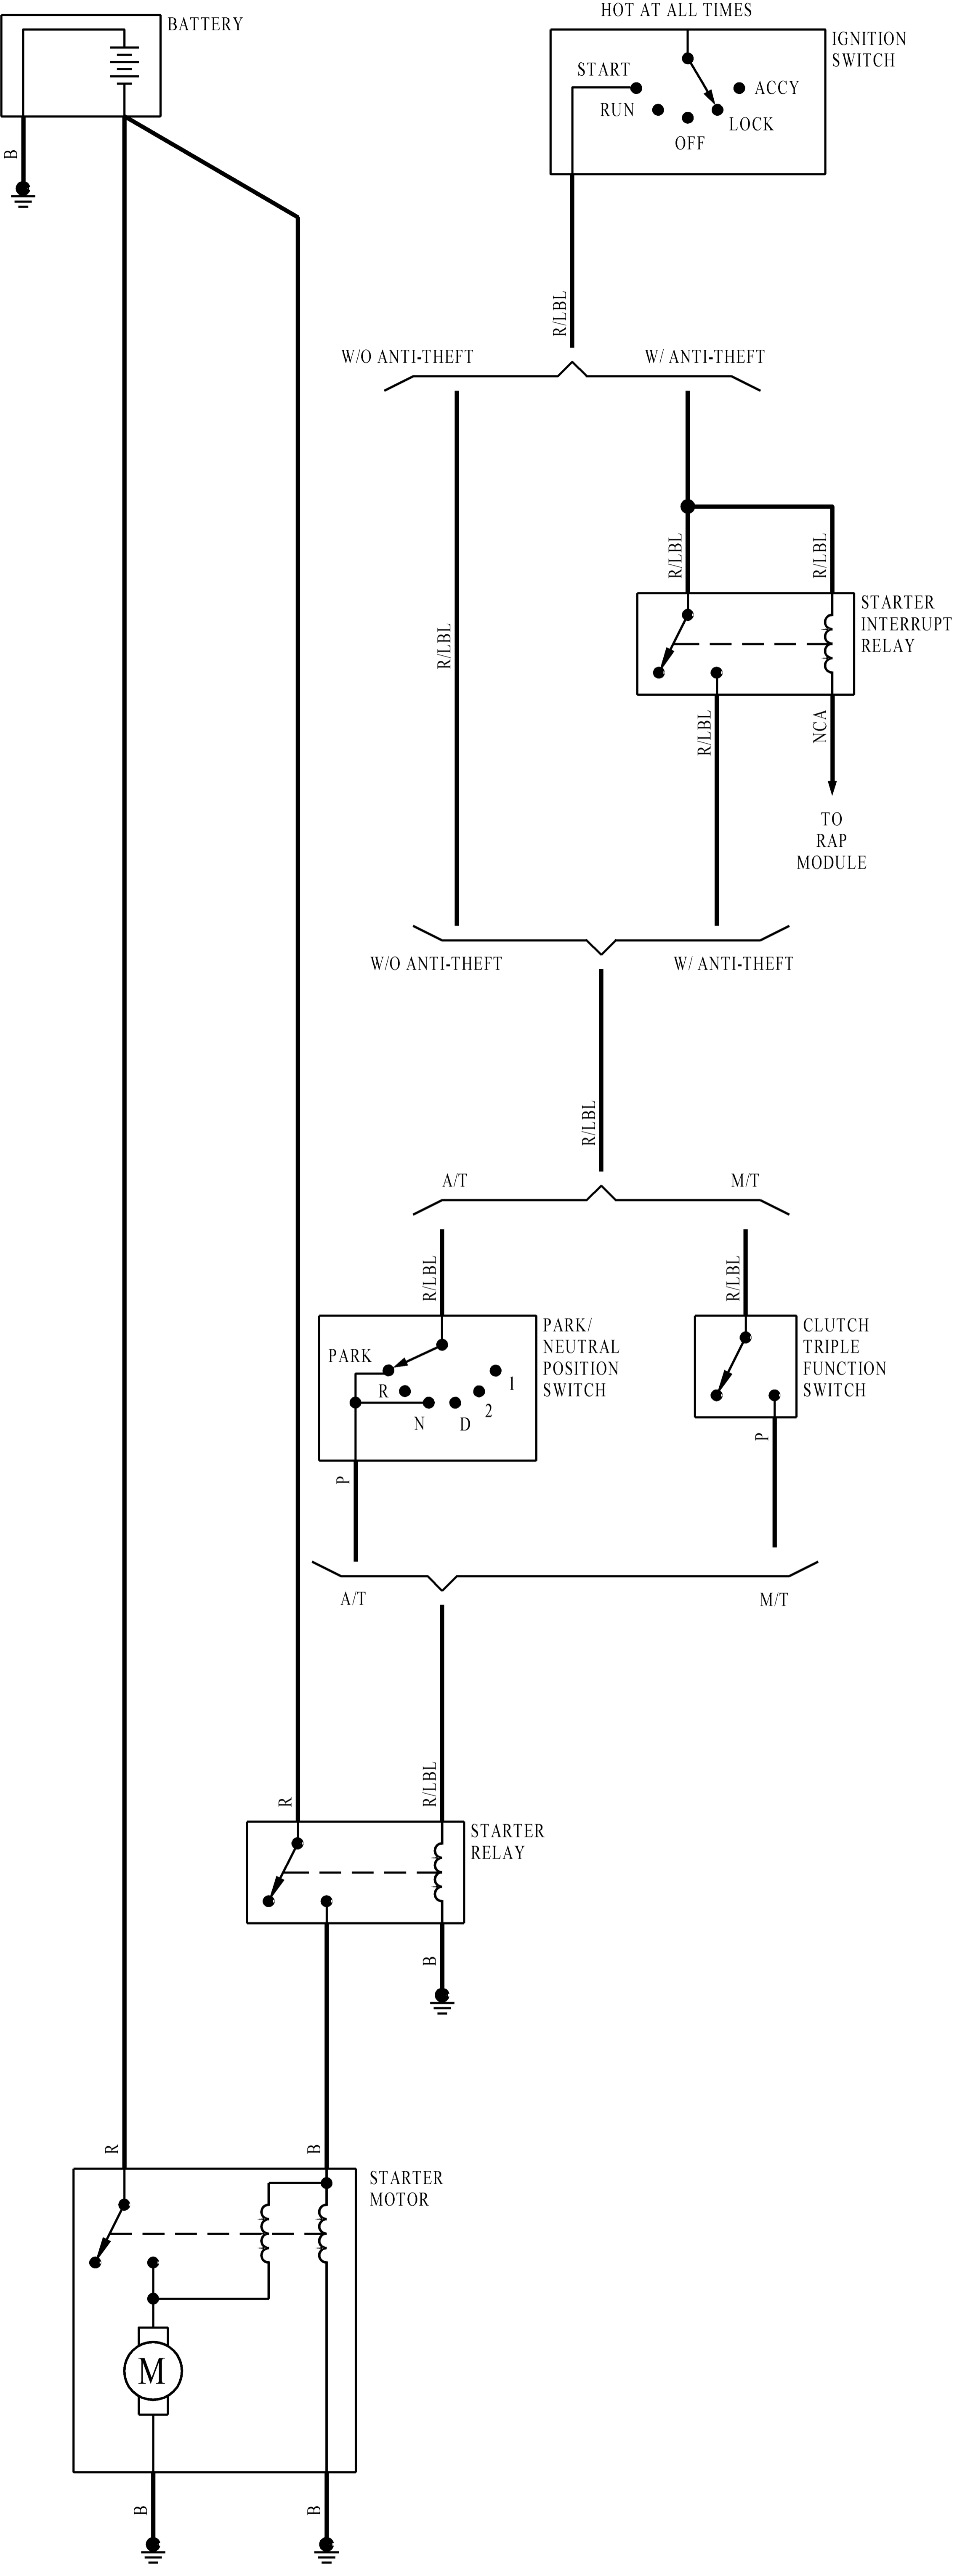 HOT AT ALL TIMES
BATTERY
IGNITION
SWITCH
START
ACCY
RUN
LOCK
OFF
B
R/LBL
W/O ANTI-THEFT
W/ ANTI-THEFT
R/LBL
R/LBL
R/LBL
STARTER
INTERRUPT
RELAY
R/LBL
NCA
TO
RAP
MODULE
W/O ANTI-THEFT
W/ ANTI-THEFT
R/LBL
A/T
M/T
R/LBL
R/LBL
PARK/
NEUTRAL
POSITION
SWITCH
PARK
R
N
D
2
1
CLUTCH
TRIPLE
FUNCTION
SWITCH
P
P
A/T
M/T
R
R/LBL
STARTER
RELAY
B
R
B
STARTER
MOTOR
M
B
B